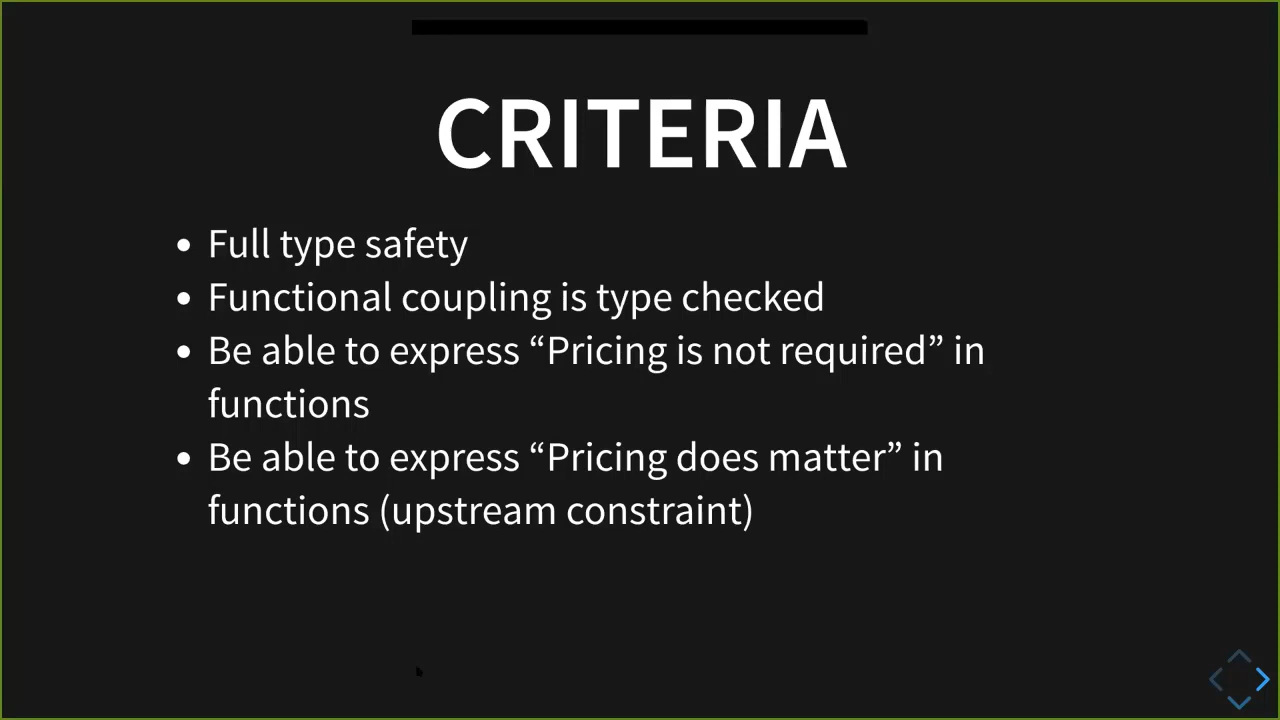 CRITERIA
• Full type safety
• Functional coupling is type checked
• Be able to express “Pricing is not required” in
functions
• Be able to express “Pricing does matter” in
functions (upstream constraint)